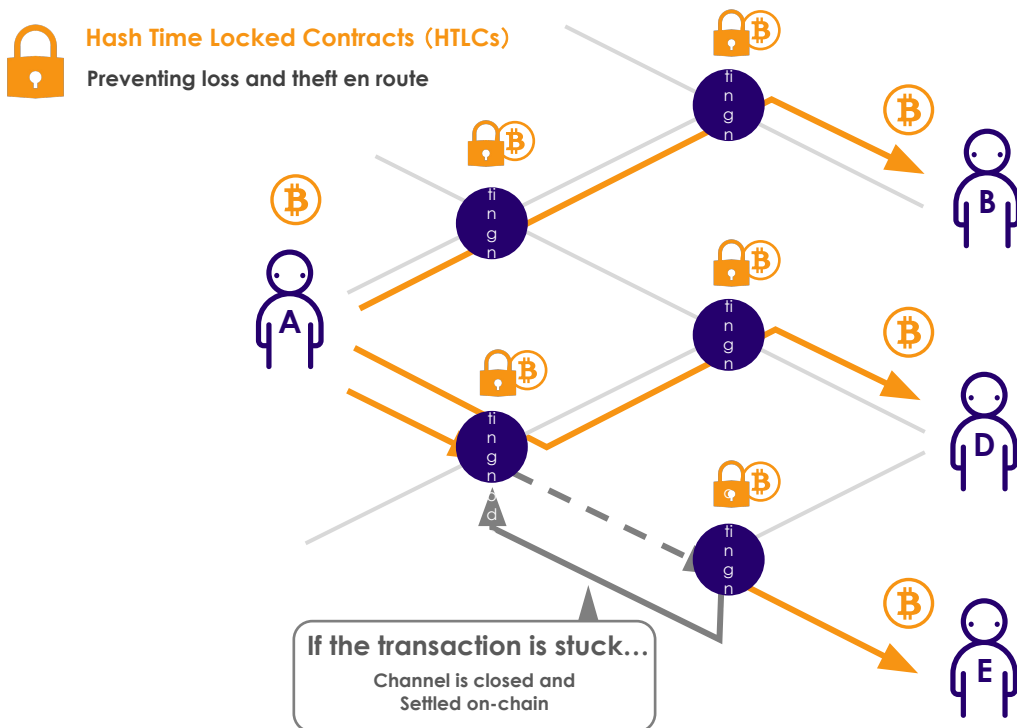 Hash Time Locked Contracts (HTLCs)
Preventing loss and theft en route
A
B
D
E
If the transaction is stuck…
Channel is closed and
Settled on-chain